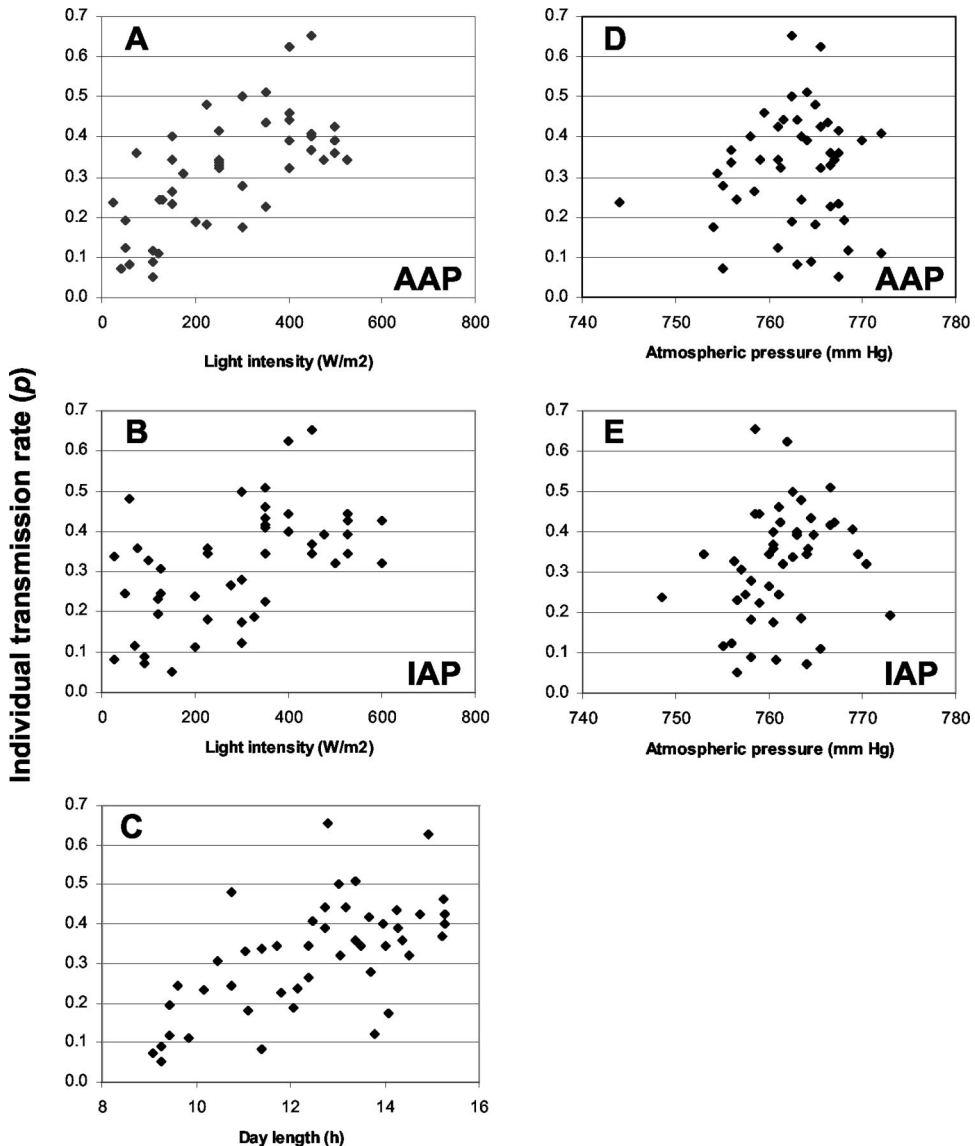 Individual transmission rate (p)
A
0.7
0.6
0.5
0.4
0.3
0.2
0.1
0.0
AAP
0 200 400 600 800
Light intensity (W/m2)
D
0.7
0.6
0.5
0.4
0.3
0.2
0.1
0.0
AAP
740 750 760 770 780
Atmospheric pressure (mm Hg)
B
0.7
0.6
0.5
0.4
0.3
0.2
0.1
0.0
IAP
0 200 400 600 800
Light intensity (W/m2)
E
0.7
0.6
0.5
0.4
0.3
0.2
0.1
0.0
IAP
740 750 760 770 780
Atmospheric pressure (mm Hg)
C
0.7
0.6
0.5
0.4
0.3
0.2
0.1
0.0
8 10 12 14 16
Day length (h)